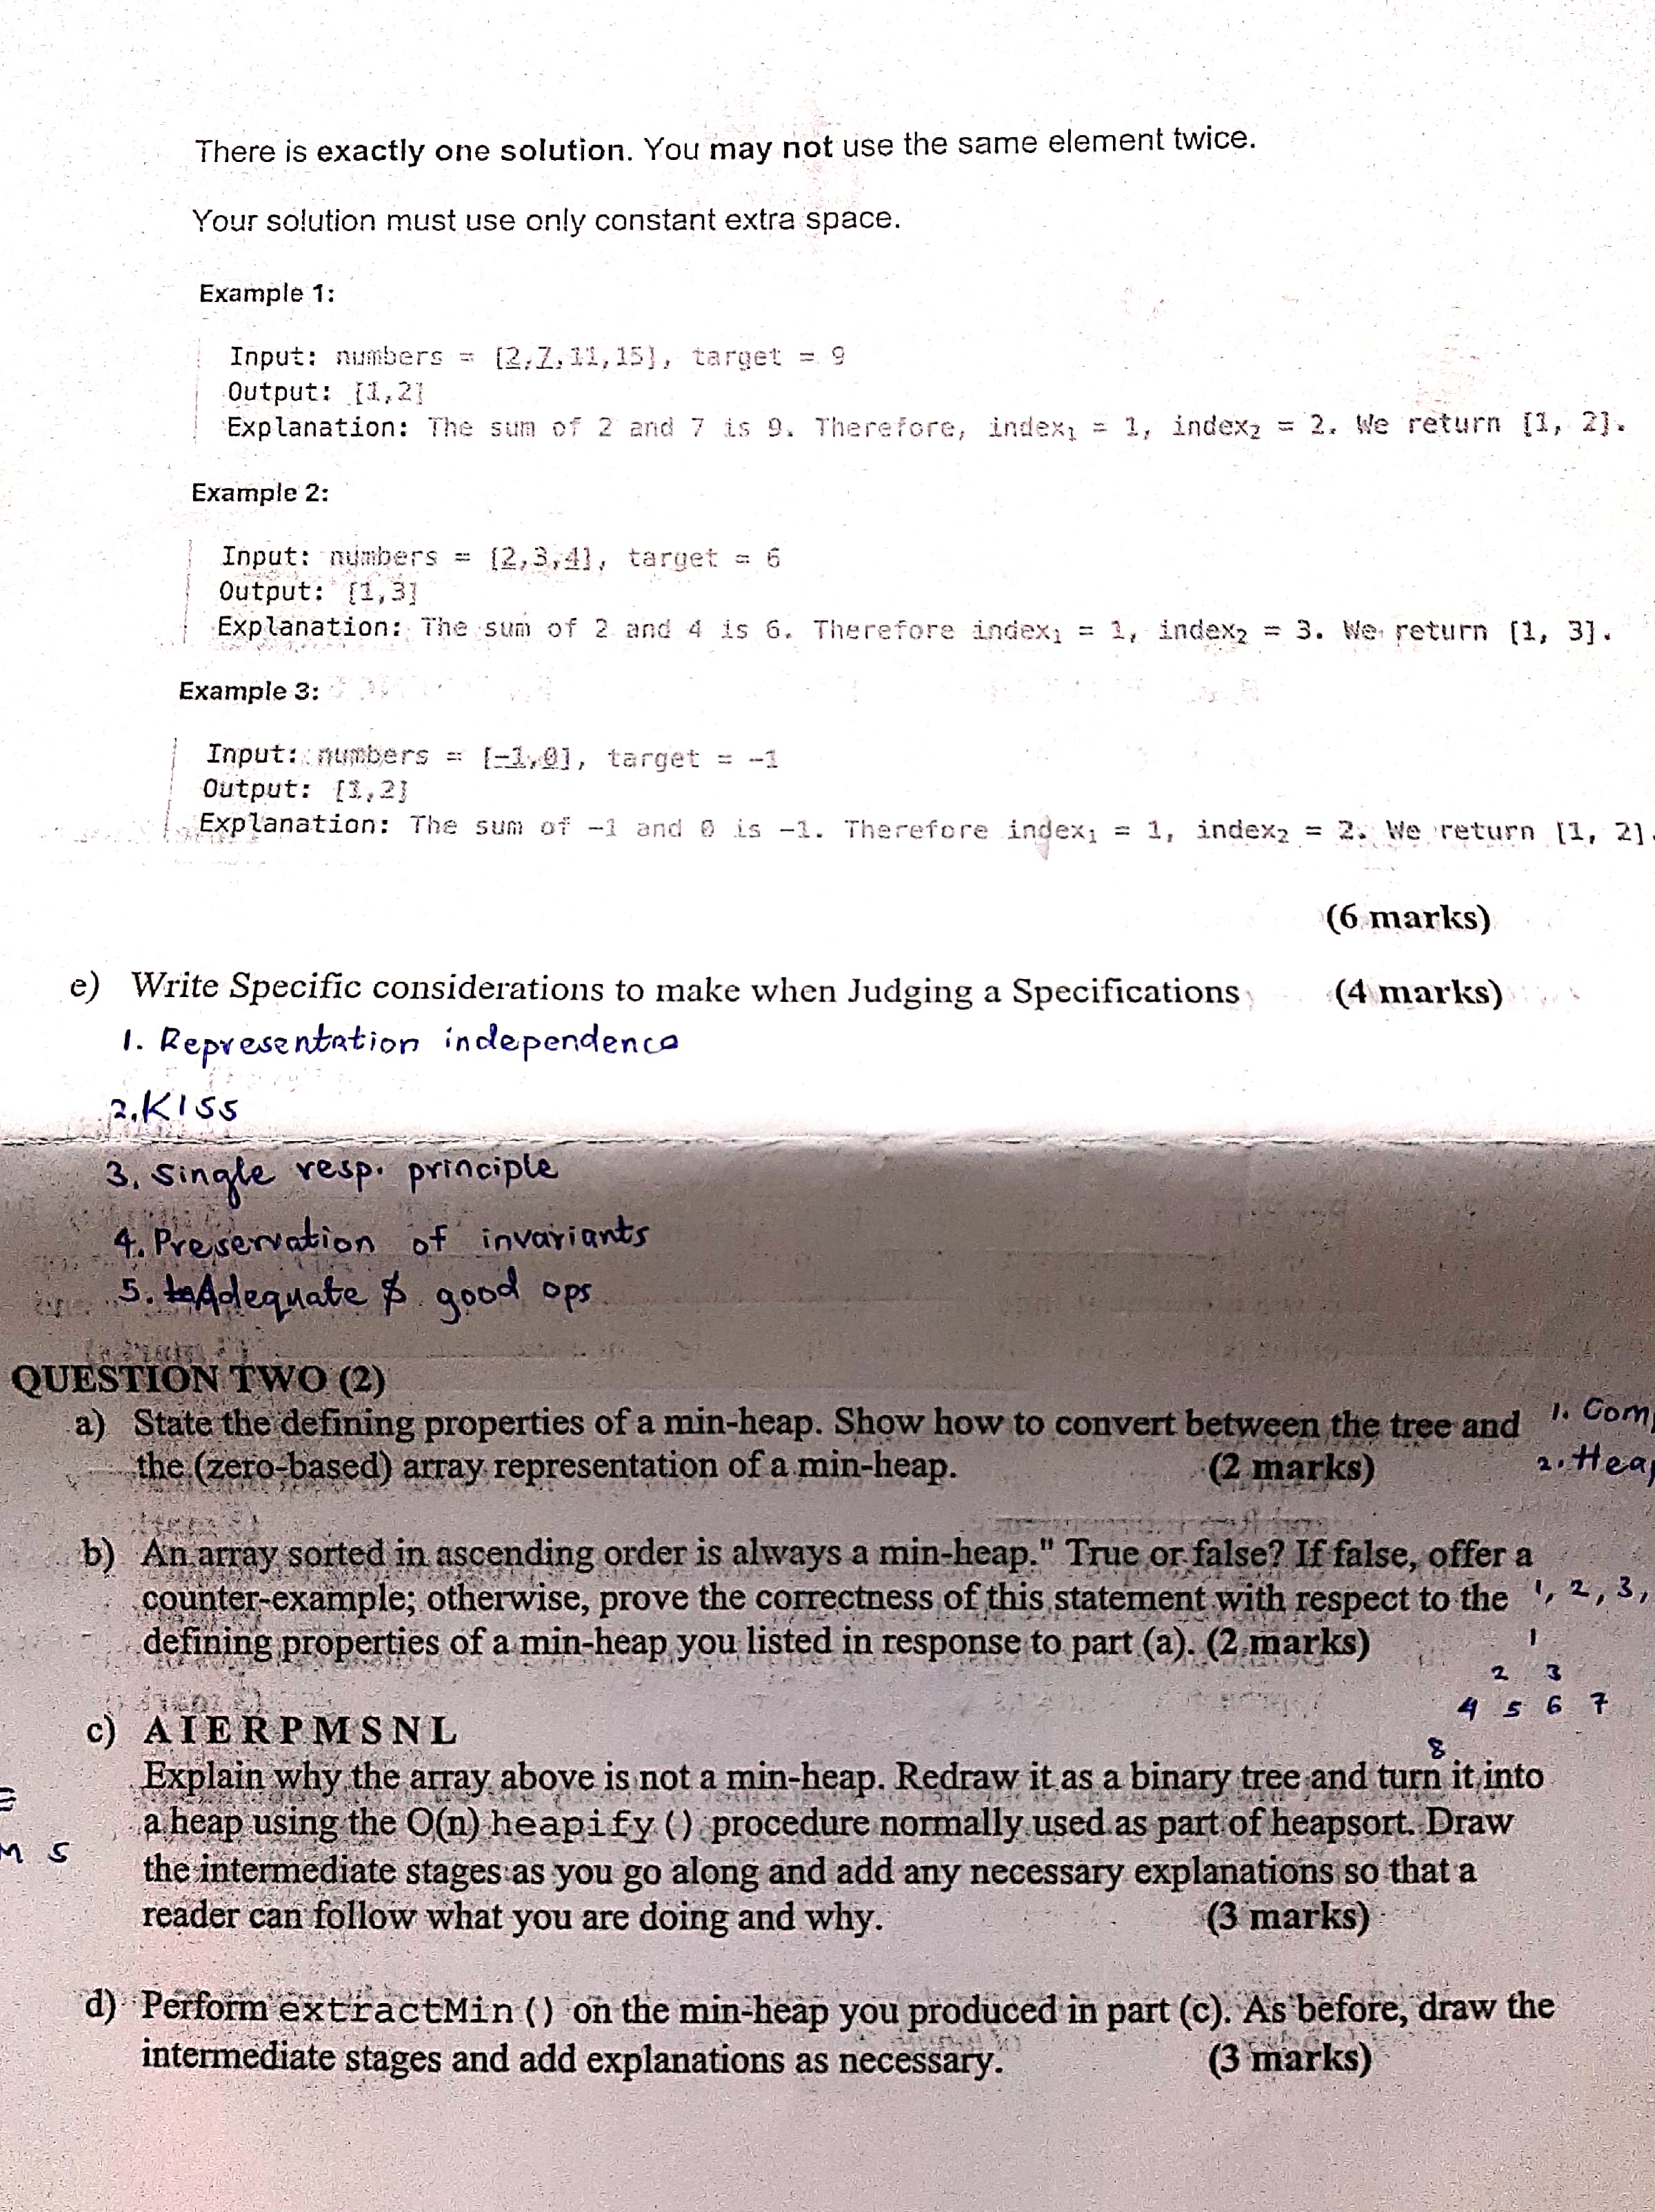 There is exactly one solution. You may not use the same element twice.
Your solution must use only constant extra space.
Example 1:
Input: numbers = [2,7,11,15], target = 9
Output: [1,2]
Explanation: The sum of 2 and 7 is 9. Therefore, index₁ = 1, index₂ = 2. We return [1, 2].
Example 2:
Input: numbers = [2,3,4], target = 6
Output: [1,3]
Explanation: The sum of 2 and 4 is 6. Therefore index₁ = 1, index₂ = 3. We return [1, 3].
Example 3:
Input: numbers = [-1,0], target = -1
Output: [1,2]
Explanation: The sum of -1 and 0 is -1. Therefore index₁ = 1, index₂ = 2. We return [1, 2].
(6 marks)
e) Write Specific considerations to make when Judging a Specifications (4 marks)
1. Representation independence
2. KISS
3. Single resp. principle
4. Preservation of invariants
5. Adequate & good ops
QUESTION TWO (2)
a) State the defining properties of a min-heap. Show how to convert between the tree and 1. Com
the (zero-based) array representation of a min-heap. (2 marks) 2. Hea
b) An array sorted in ascending order is always a min-heap." True or false? If false, offer a
counter-example; otherwise, prove the correctness of this statement with respect to the 1, 2, 3,
defining properties of a min-heap you listed in response to part (a). (2 marks) 1
2 3
4 5 6 7
c) A I E R P M S N L
8
Explain why the array above is not a min-heap. Redraw it as a binary tree and turn it into
a heap using the O(n) heapify() procedure normally used as part of heapsort. Draw
M S the intermediate stages as you go along and add any necessary explanations so that a
reader can follow what you are doing and why. (3 marks)
d) Perform extractMin() on the min-heap you produced in part (c). As before, draw the
intermediate stages and add explanations as necessary. (3 marks)